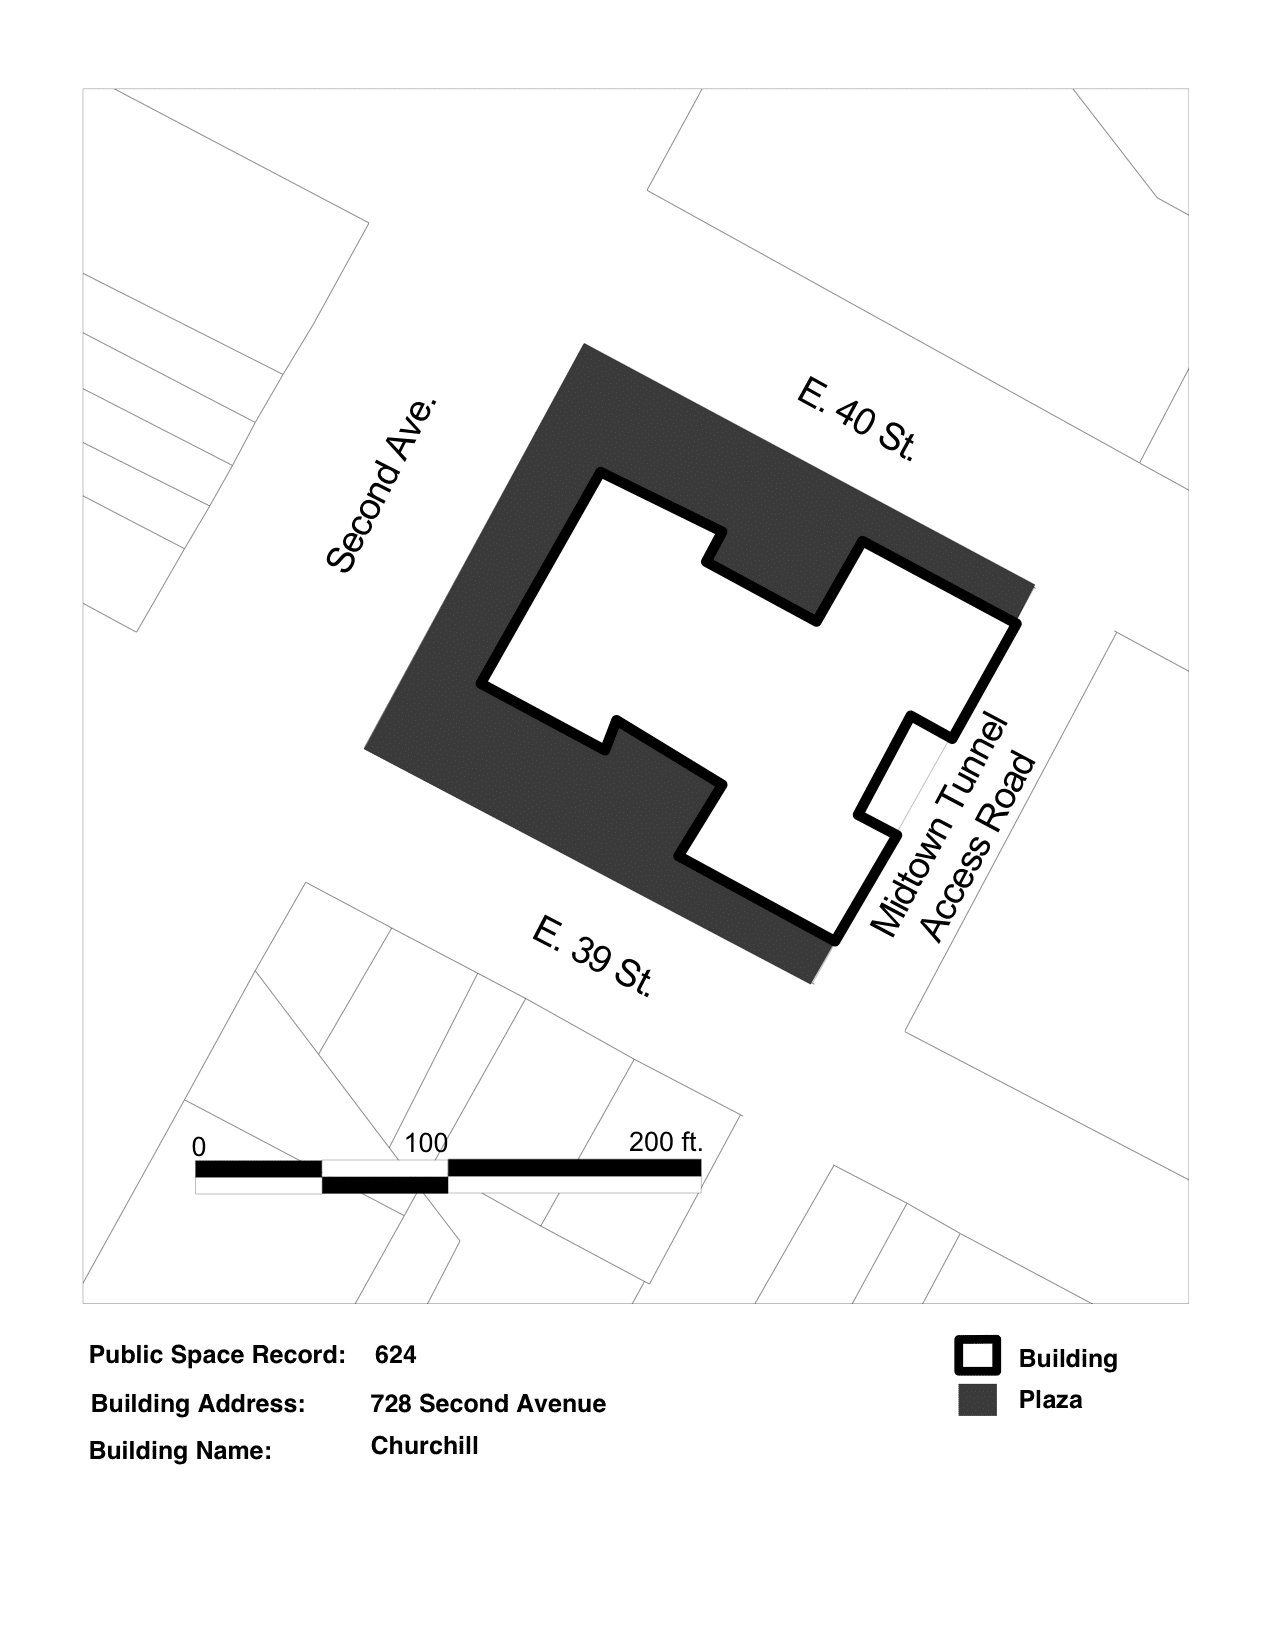 E. 40 St.
Second Ave.
Midtown Tunnel
Access Road
E. 39 St.
0 100 200 ft.
Public Space Record: 624
Building Address: 728 Second Avenue
Building Name: Churchill
Building
Plaza